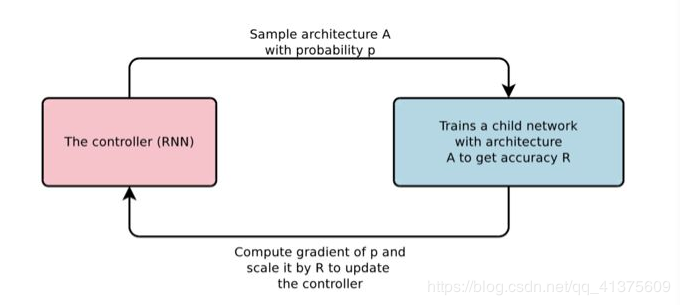 Sample architecture A
with probability p
The controller (RNN)
Trains a child network
with architecture
A to get accuracy R
Compute gradient of p and
scale it by R to update
the controller
https://blog.csdn.net/qq_41375609